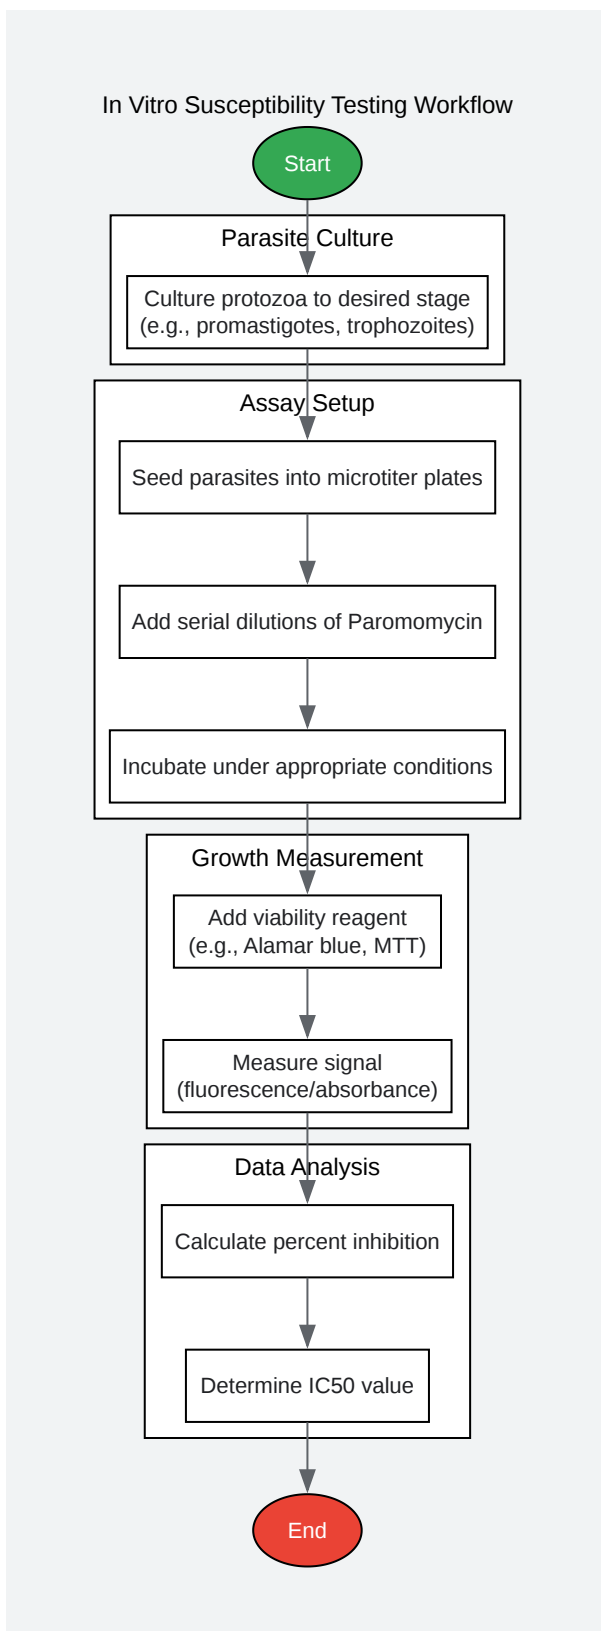 In Vitro Susceptibility Testing Workflow
Start
Parasite Culture
Culture protozoa to desired stage
(e.g., promastigotes, trophozoites)
Assay Setup
Seed parasites into microtiter plates
Add serial dilutions of Paromomycin
Incubate under appropriate conditions
Growth Measurement
Add viability reagent
(e.g., Alamar blue, MTT)
Measure signal
(fluorescence/absorbance)
Data Analysis
Calculate percent inhibition
Determine IC50 value
End